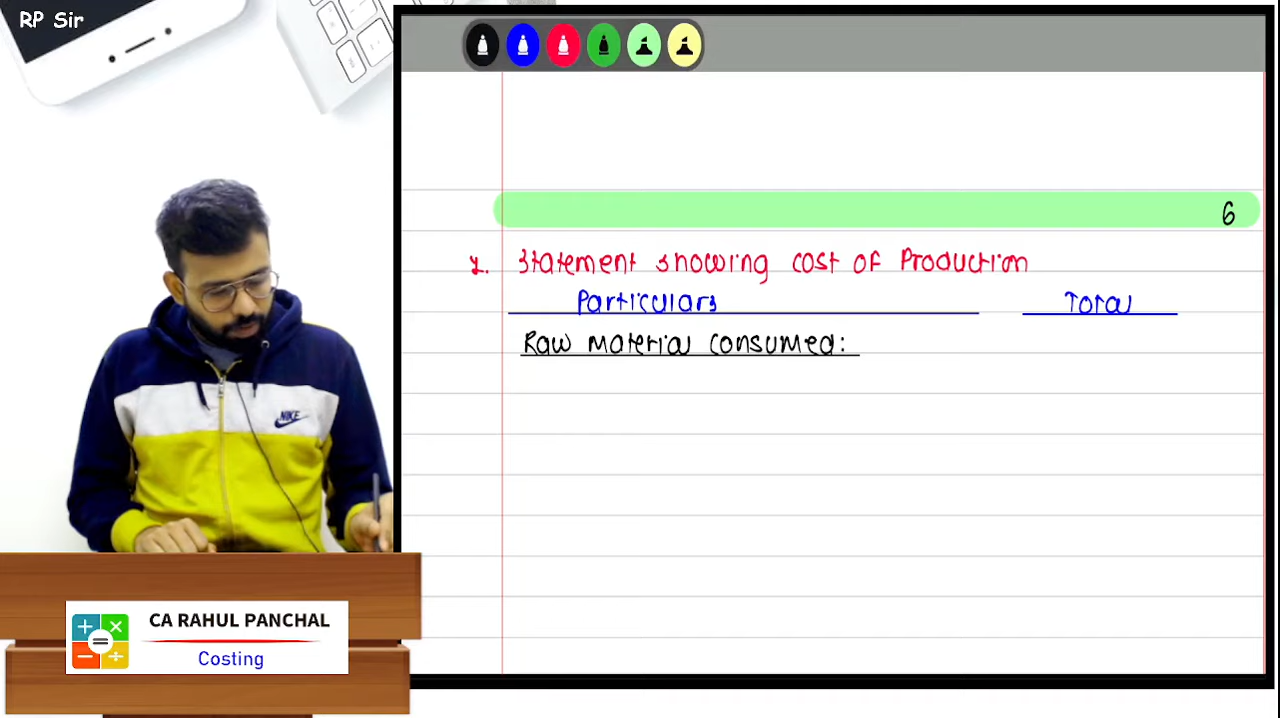 RP Sir
6
1. Statement showing cost of Production
Particulars Total
Raw material consumed:
NIKE
CA RAHUL PANCHAL
Costing